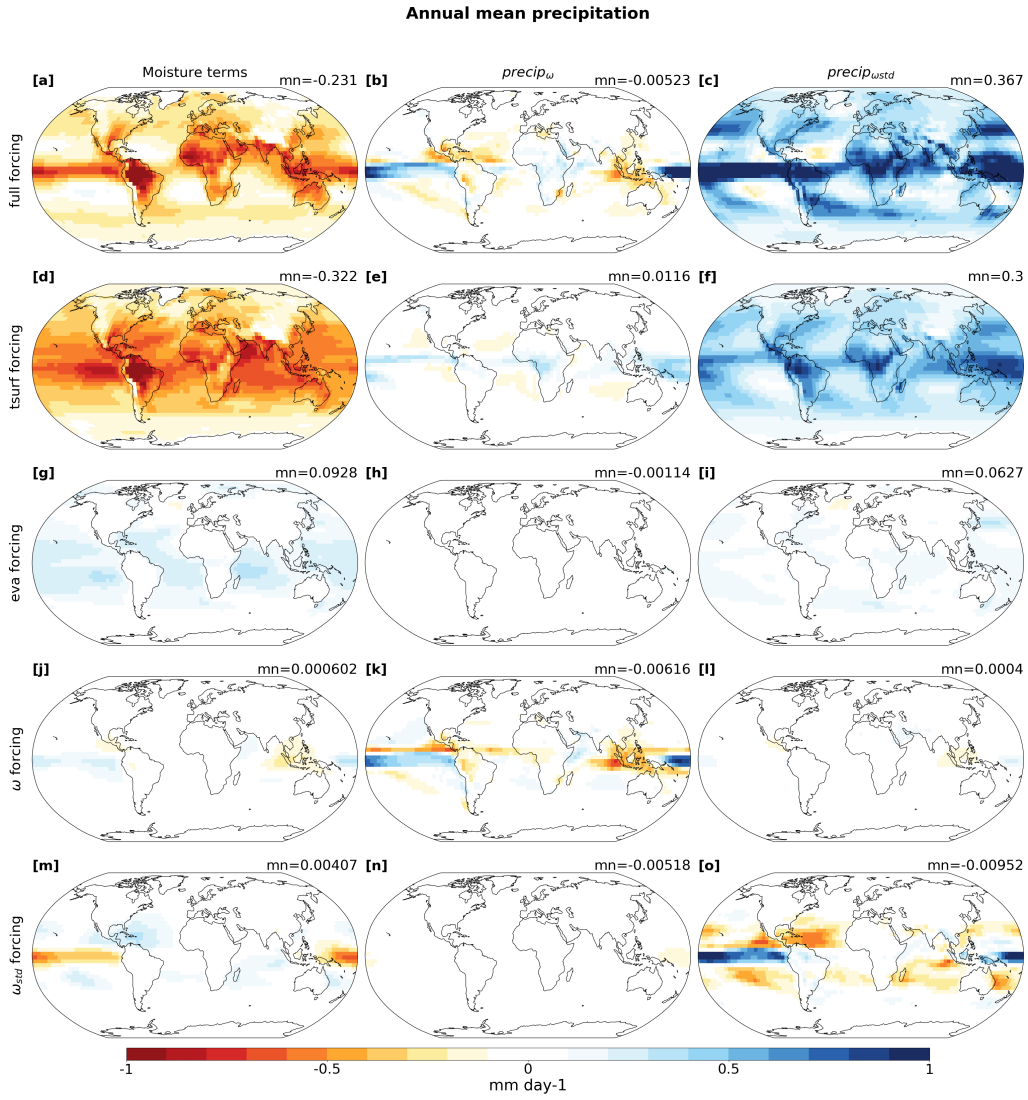 Annual mean precipitation
Moisture terms
precip_ω
precip_ωstd
[a] mn=-0.231
[b] mn=-0.00523
[c] mn=0.367
full forcing
[d] mn=-0.322
[e] mn=0.0116
[f] mn=0.3
tsurf forcing
[g] mn=0.0928
[h] mn=-0.00114
[i] mn=0.0627
eva forcing
[j] mn=0.000602
[k] mn=-0.00616
[l] mn=0.0004
ω forcing
[m] mn=0.00407
[n] mn=-0.00518
[o] mn=-0.00952
ω_std forcing
-1 -0.5 0 0.5 1
mm day-1